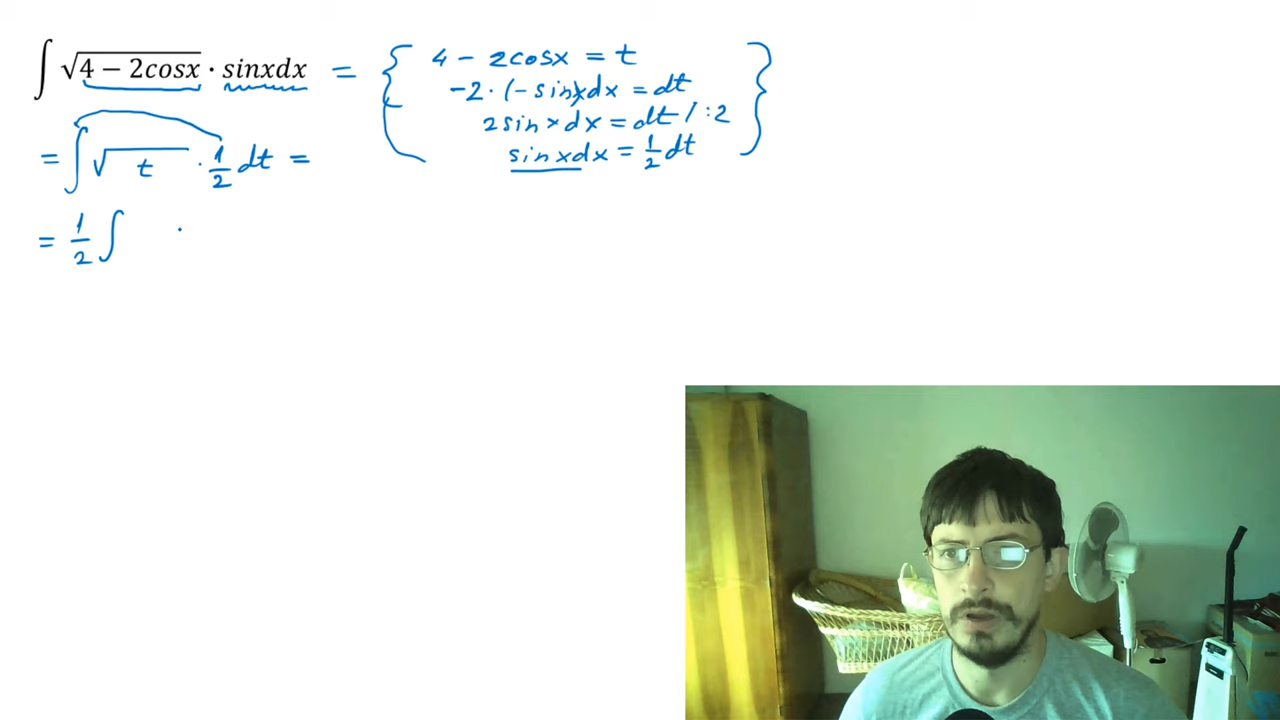 ∫ √(4 − 2cosx) · sinxdx = { 4 − 2cosx = t
−2 · (−sinx)dx = dt
2sinxdx = dt / :2
sinxdx = 1/2 dt }
= ∫ √t · 1/2 dt =
= 1/2 ∫ ·